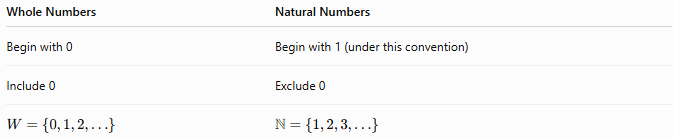 Whole Numbers Natural Numbers
Begin with 0 Begin with 1 (under this convention)
Include 0 Exclude 0
W = {0, 1, 2, …} ℕ = {1, 2, 3, …}